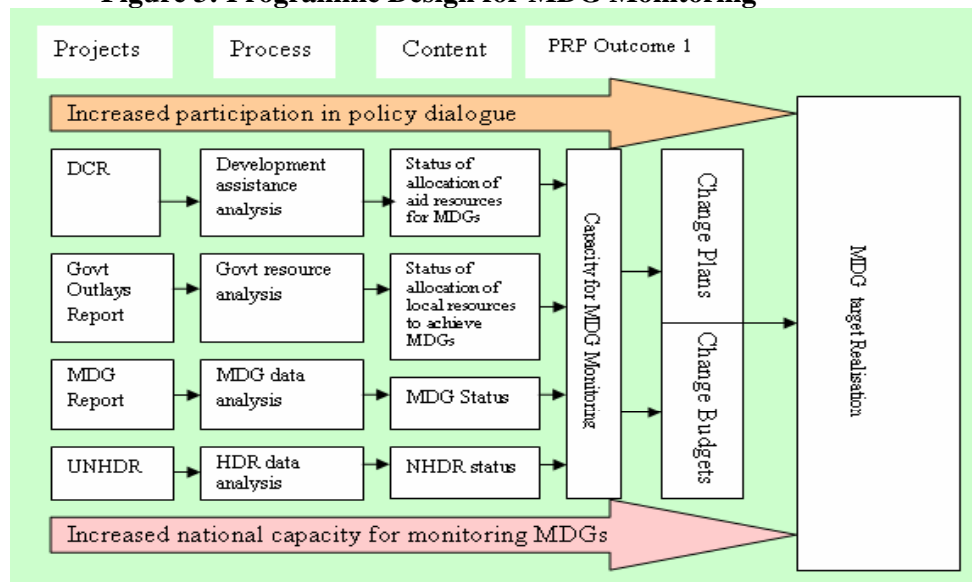 Figure 3: Programme Design for MDG Monitoring
Projects
Process
Content
PRP Outcome 1
Increased participation in policy dialogue
DCR
Development
assistance
analysis
Status of
allocation of
aid resources
for MDGs
Govt
Outlays
Report
Govt resource
analysis
Status of
allocation of
local resources
to achieve
MDGs
MDG
Report
MDG data
analysis
MDG Status
UNHDR
HDR data
analysis
NHDR status
Capacity for MDG Monitoring
Change Plans
Change Budgets
MDG target Realisation
Increased national capacity for monitoring MDGs